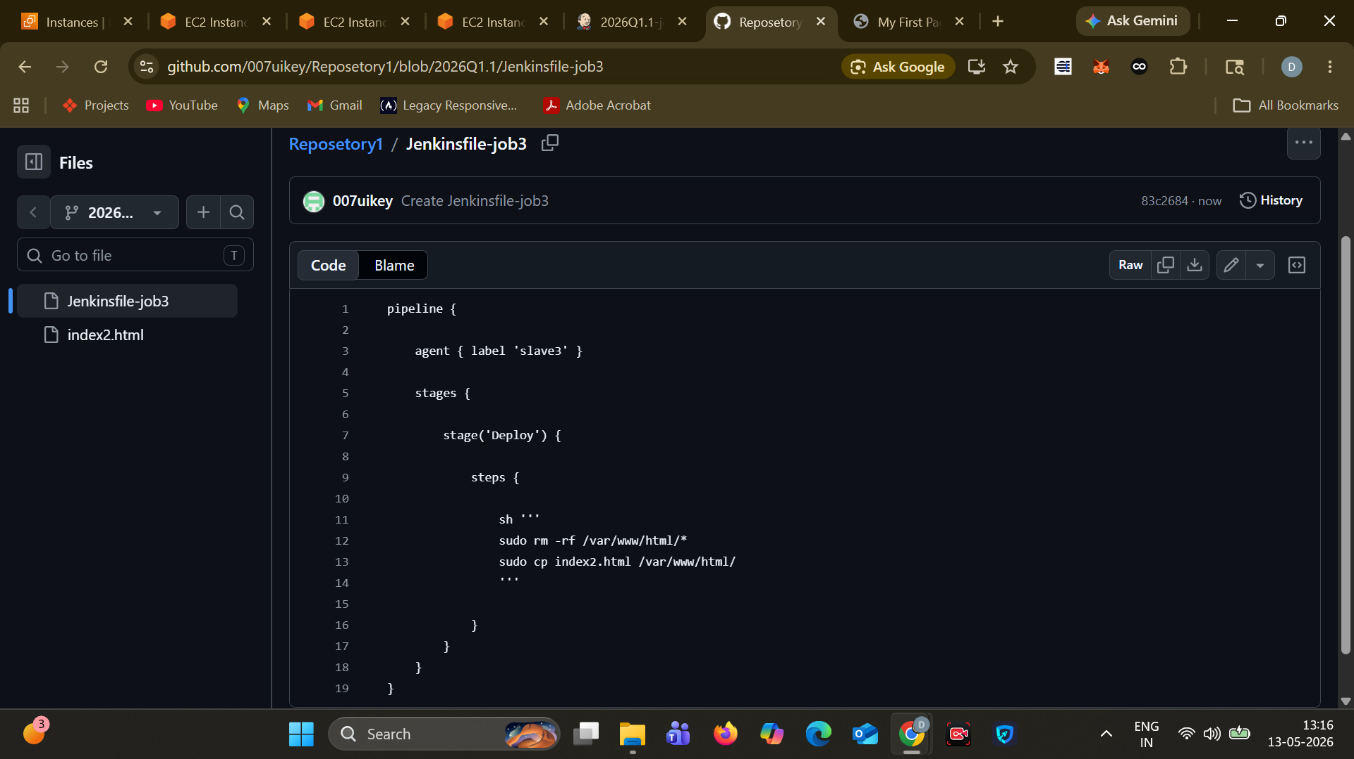 Instances |
EC2 Instanc
EC2 Instanc
EC2 Instanc
2026Q1.1-j
Reposetory
My First Pa
Ask Gemini
github.com/007uikey/Reposetory1/blob/2026Q1.1/Jenkinsfile-job3
Ask Google
D
Projects
YouTube
Maps
Gmail
Legacy Responsive...
Adobe Acrobat
All Bookmarks
Files
2026...
Go to file
T
Jenkinsfile-job3
index2.html
Reposetory1 / Jenkinsfile-job3
007uikey Create Jenkinsfile-job3
83c2684 · now
History
Code
Blame
Raw
1 pipeline {
2
3 agent { label 'slave3' }
4
5 stages {
6
7 stage('Deploy') {
8
9 steps {
10
11 sh '''
12 sudo rm -rf /var/www/html/*
13 sudo cp index2.html /var/www/html/
14 '''
15
16 }
17 }
18 }
19 }
3
Search
D
ENG
IN
13:16
13-05-2026